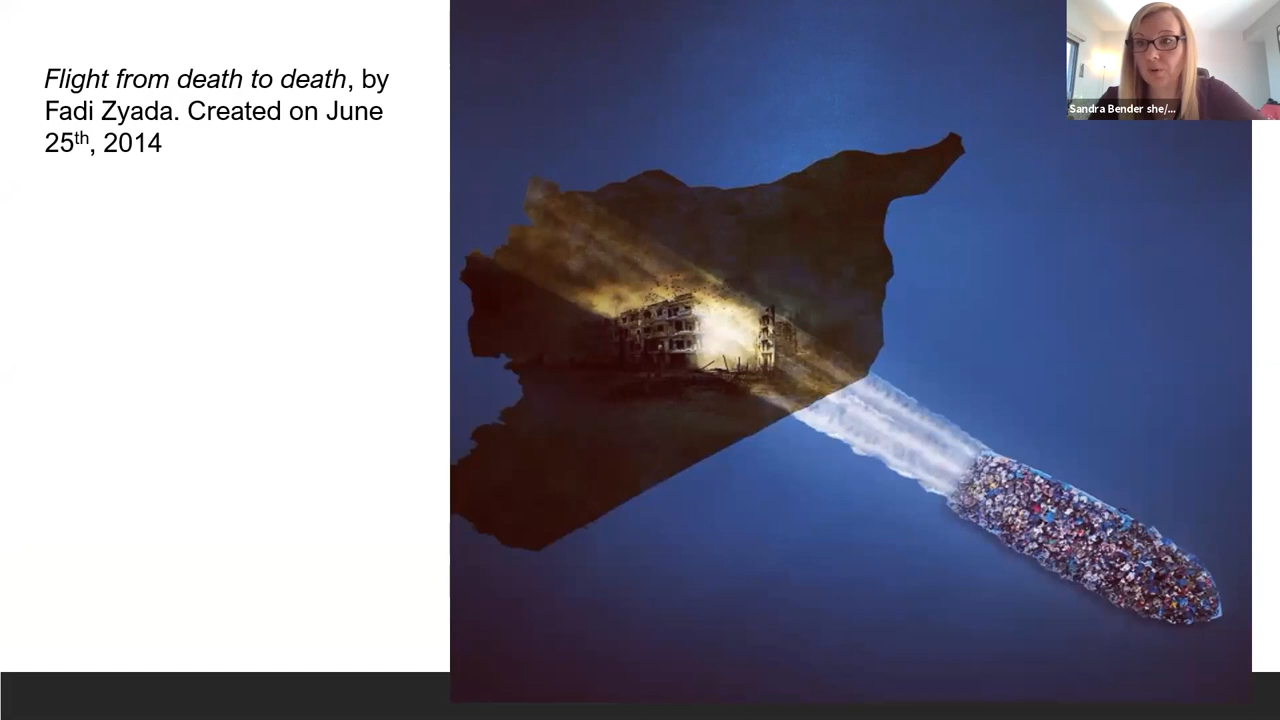 Flight from death to death, by
Fadi Zyada. Created on June
25th, 2014
Sandra Bender she/...